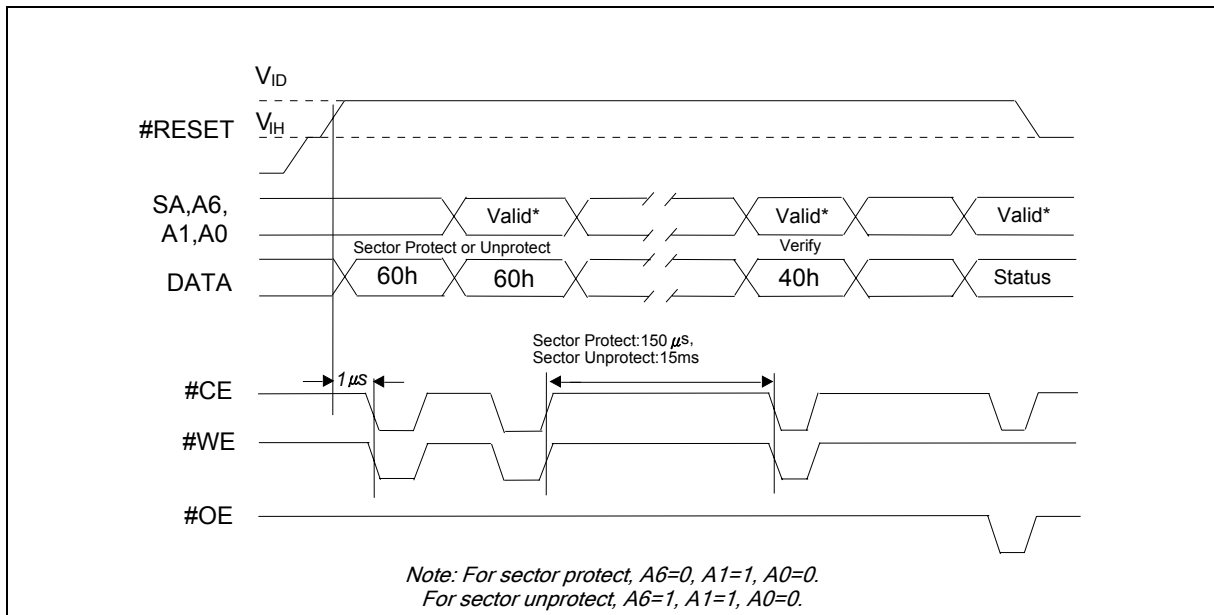 VID
#RESET
VIH
SA,A6,
A1,A0
Valid*
Valid*
Valid*
Sector Protect or Unprotect
Verify
DATA
60h
60h
40h
Status
Sector Protect:150 µs,
Sector Unprotect:15ms
1 µs
#CE
#WE
#OE
Note: For sector protect, A6=0, A1=1, A0=0.
For sector unprotect, A6=1, A1=1, A0=0.